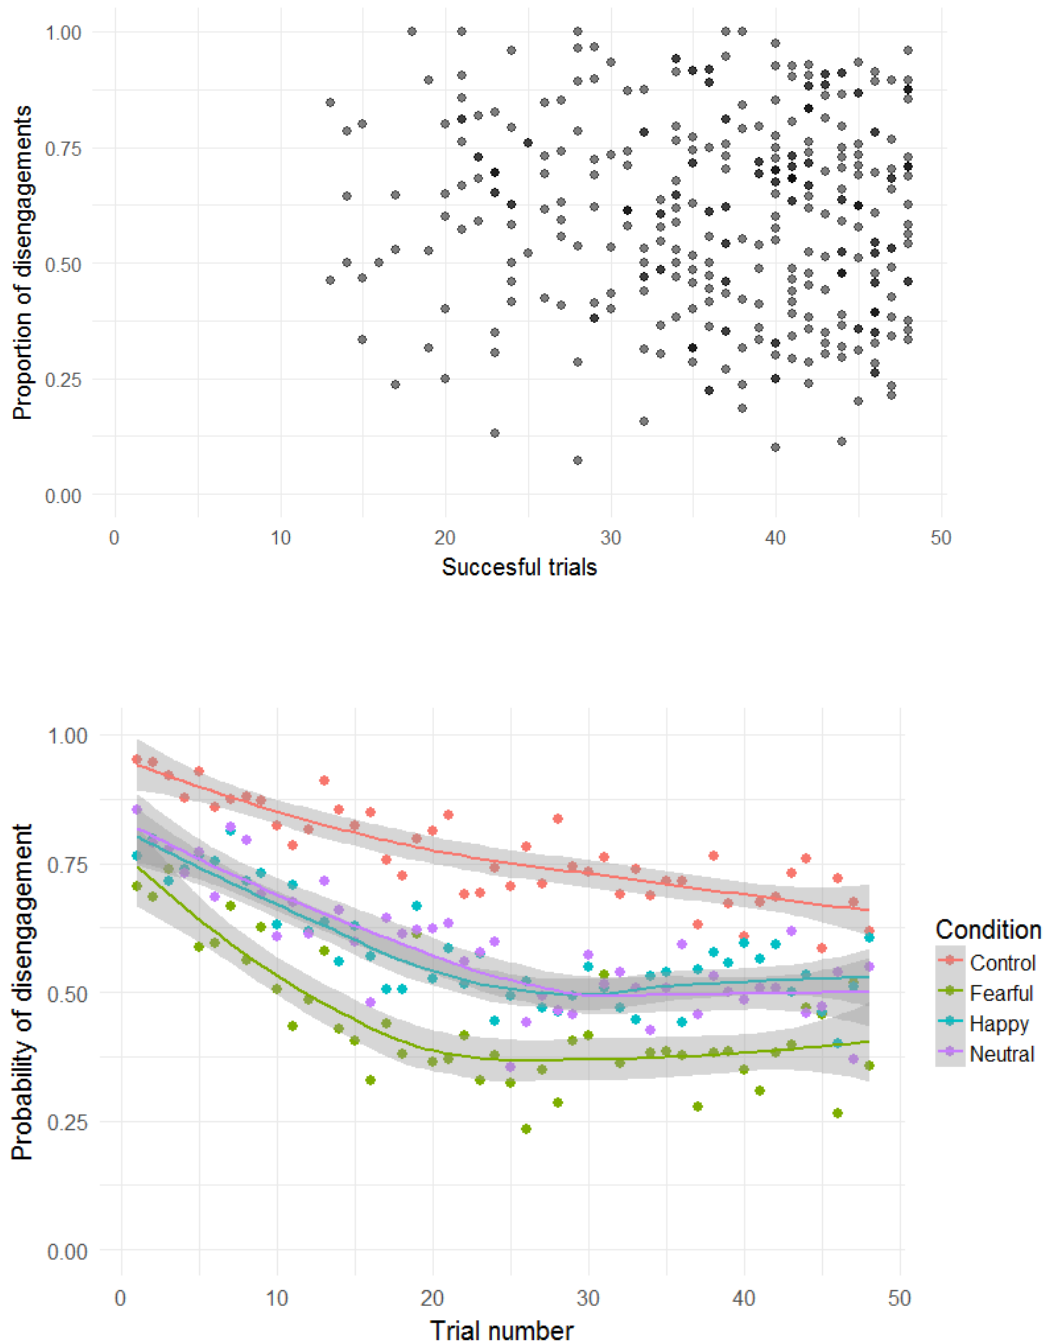 1.00
0.75
0.50
0.25
0.00
Proportion of disengagements
0 10 20 30 40 50
Succesful trials
1.00
0.75
0.50
0.25
0.00
Probability of disengagement
0 10 20 30 40 50
Trial number
Condition
Control
Fearful
Happy
Neutral